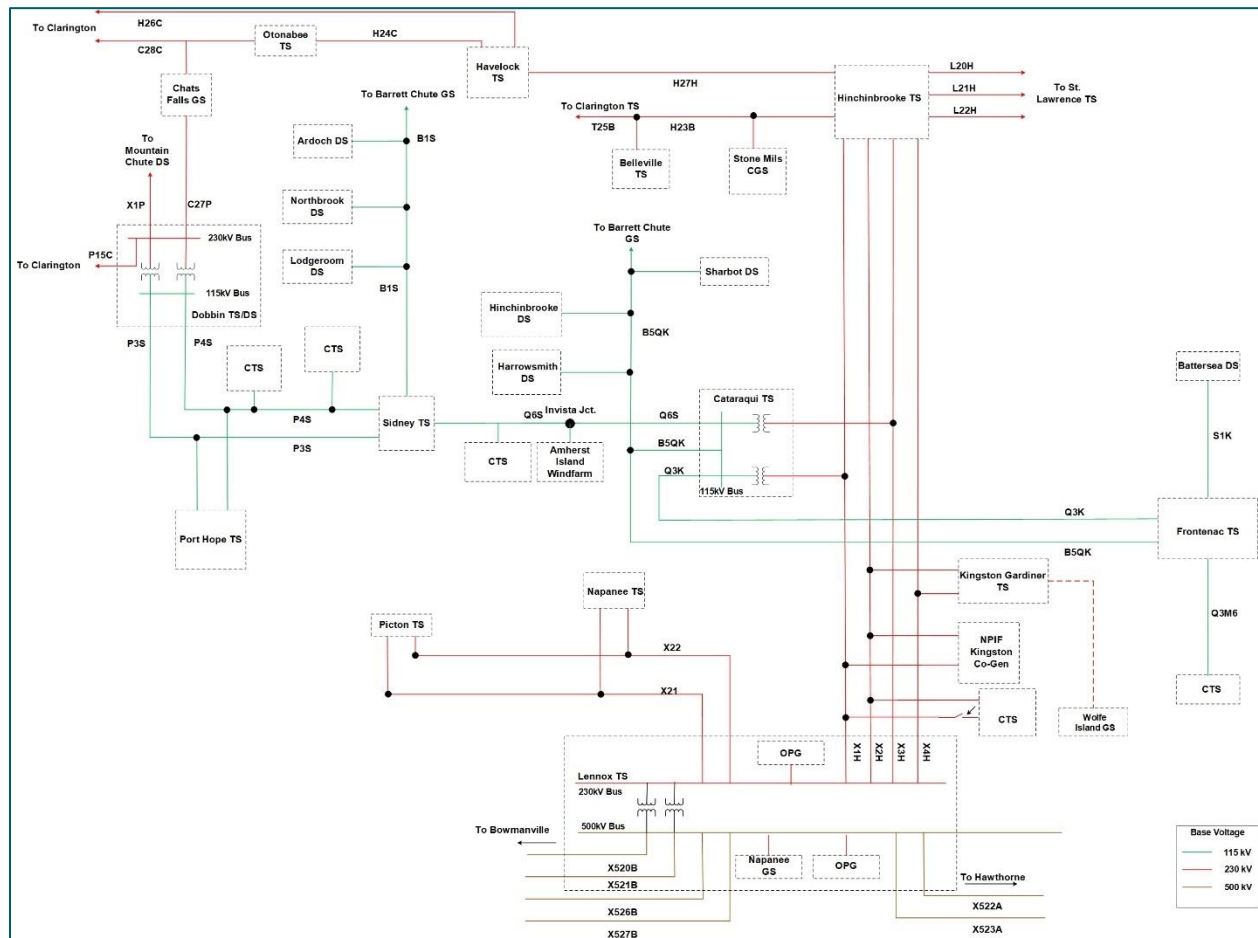 H26C
To Clarington
C28C
Otonabee
TS
H24C
Havelock
TS
H27H
Hinchinbrooke TS
L20H
L21H
L22H
To St.
Lawrence TS
Chats
Falls GS
To Barrett Chute GS
To Clarington TS
T25B
H23B
Ardoch DS
B1S
Belleville
TS
Stone Mils
CGS
To
Mountain
Chute DS
X1P
C27P
Northbrook
DS
To Barrett Chute
GS
P15C
230kV Bus
To Clarington
Lodgeroom
DS
Sharbot DS
B1S
115kV Bus
Dobbin TS/DS
Hinchinbrooke
DS
B5QK
P3S
P4S
CTS
CTS
Harrowsmith
DS
Battersea DS
Cataraqui TS
P4S
Sidney TS
Q6S
Invista Jct.
Q6S
P3S
CTS
Amherst
Island
Windfarm
B5QK
Q3K
115kV Bus
S1K
Port Hope TS
Q3K
Frontenac TS
B5QK
Kingston Gardiner
TS
Napanee TS
Picton TS
Q3M6
X22
NPIF
Kingston
Co-Gen
X21
CTS
CTS
Wolfe
Island GS
X1H
X2H
X3H
X4H
OPG
Lennox TS
230kV Bus
500kV Bus
To Bowmanville
Napanee
GS
OPG
X520B
X521B
To Hawthorne
X526B
X522A
X527B
X523A
Base Voltage
115 kV
230 kV
500 kV